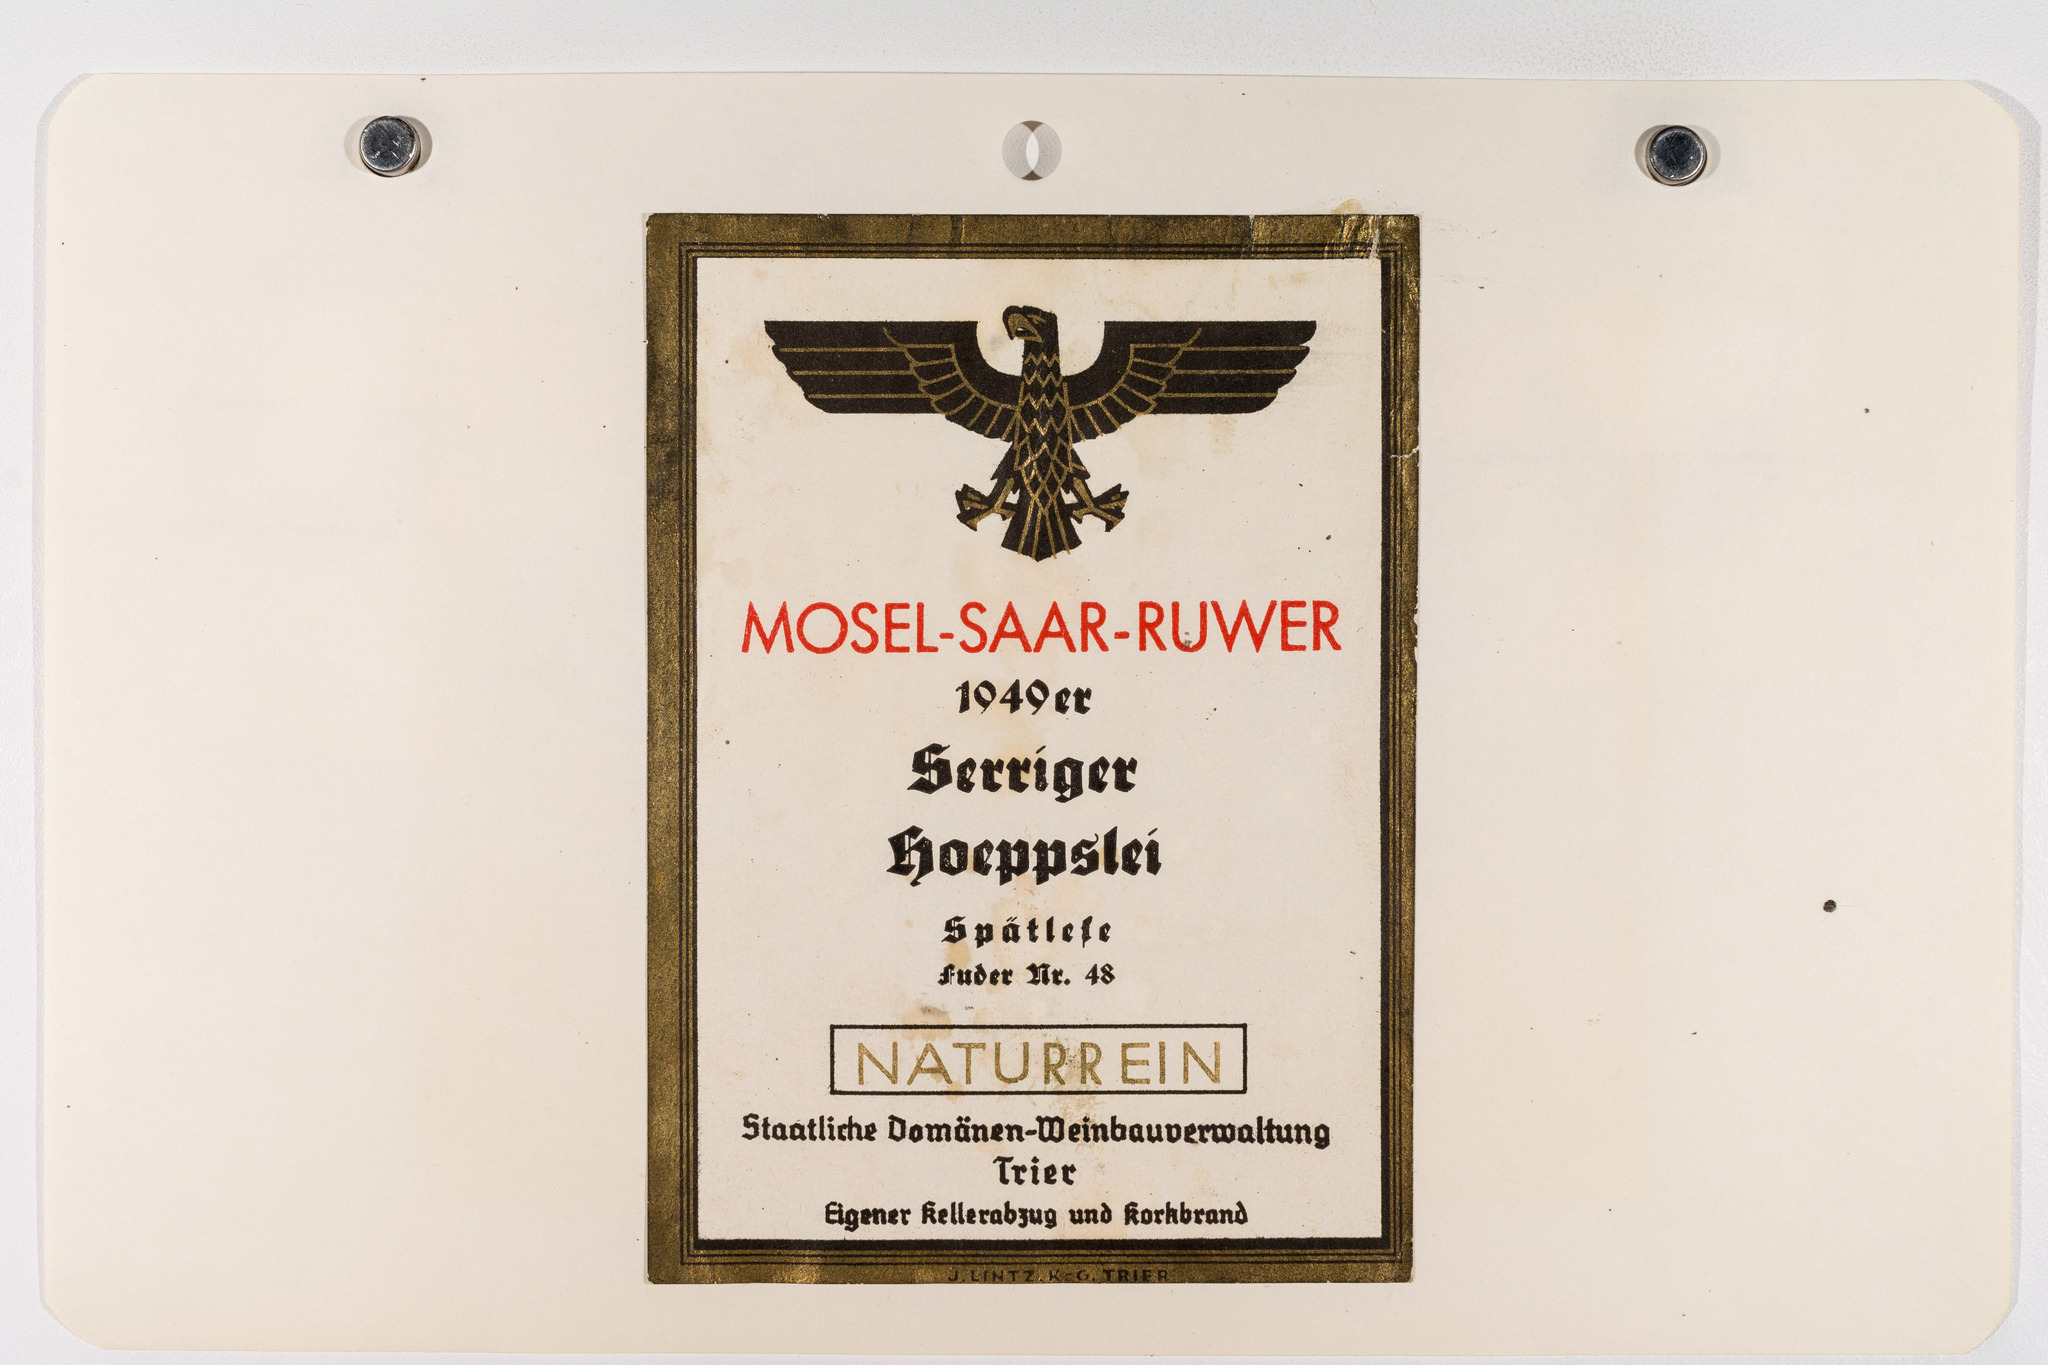 MOSEL-SAAR-RUWER
1949er
Serriger
Hoeppslei
Spätlese
Fuder Nr. 48
NATURREIN
Staatliche Domänen-Weinbauverwaltung
Trier
Eigener Kellerabzug und Korkbrand
J. LINTZ K.-G. TRIER